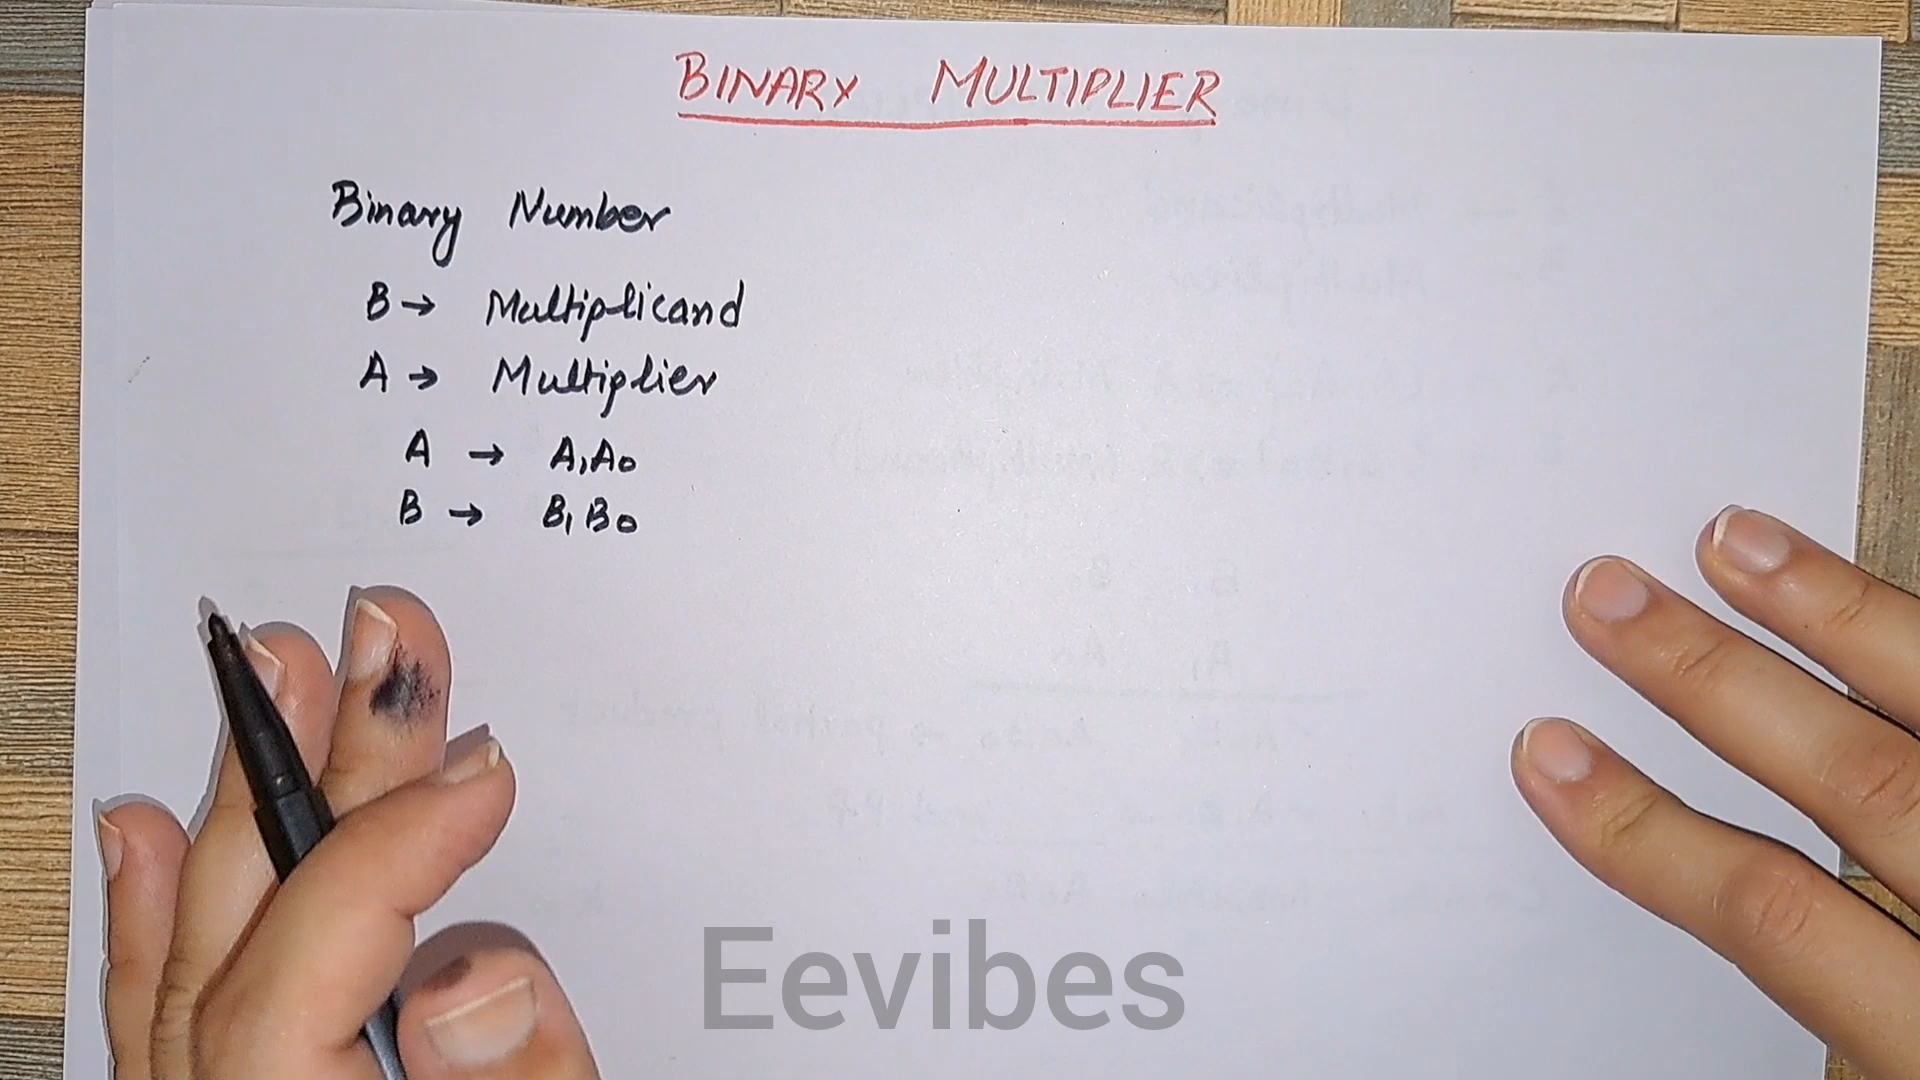 BINARY MULTIPLIER
Binary Number
B → Multiplicand
A → Multiplier
A → A1A0
B → B1B0
Eevibes